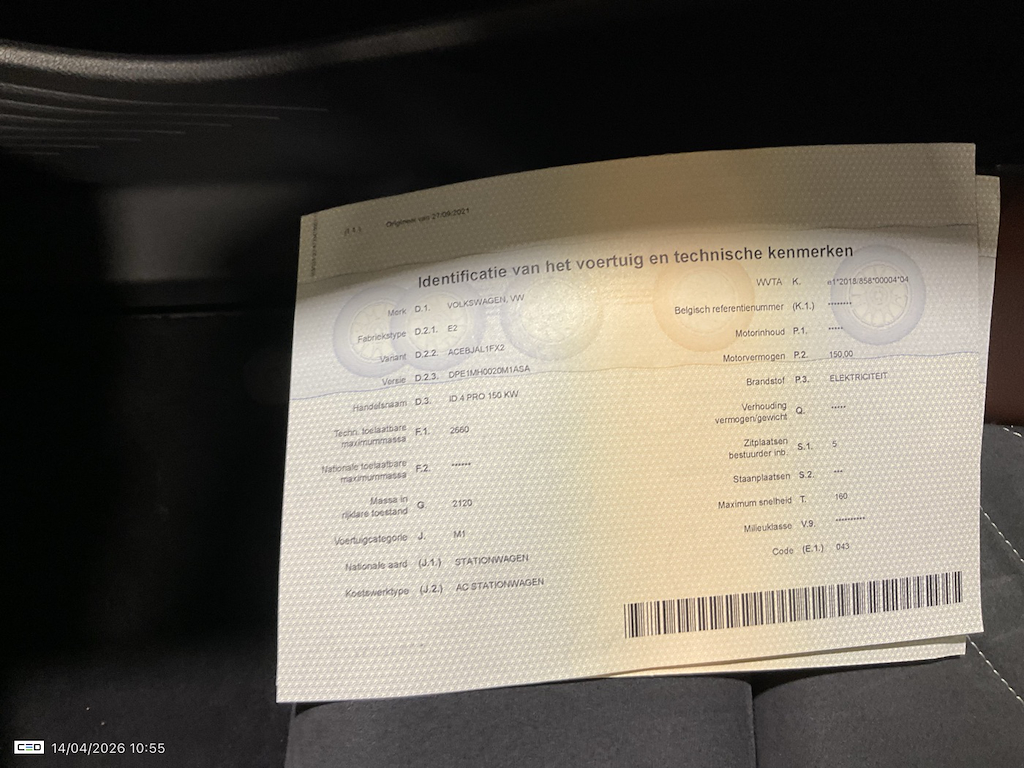 (I.1.) Origineel van 27/09/2021
Identificatie van het voertuig en technische kenmerken
Merk D.1. VOLKSWAGEN, VW
Fabriekstype D.2.1. E2
Variant D.2.2. ACEBJAL1FX2
Versie D.2.3. DPE1MH0020M1ASA
Handelsnaam D.3. ID.4 PRO 150 KW
Techn. toelaatbare
maximummassa F.1. 2660
Nationale toelaatbare
maximummassa F.2. ******
Massa in
rijklare toestand G. 2120
Voertuigcategorie J. M1
Nationale aard (J.1.) STATIONWAGEN
Koetswerktype (J.2.) AC STATIONWAGEN
WVTA K. e1*2018/858*00004*04
Belgisch referentienummer (K.1.) ********
Motorinhoud P.1. *****
Motorvermogen P.2. 150,00
Brandstof P.3. ELEKTRICITEIT
Verhouding
vermogen/gewicht Q. *****
Zitplaatsen
bestuurder inb. S.1. 5
Staanplaatsen S.2. ***
Maximum snelheid T. 160
Milieuklasse V.9. **********
Code (E.1.) 043
CEO 14/04/2026 10:55